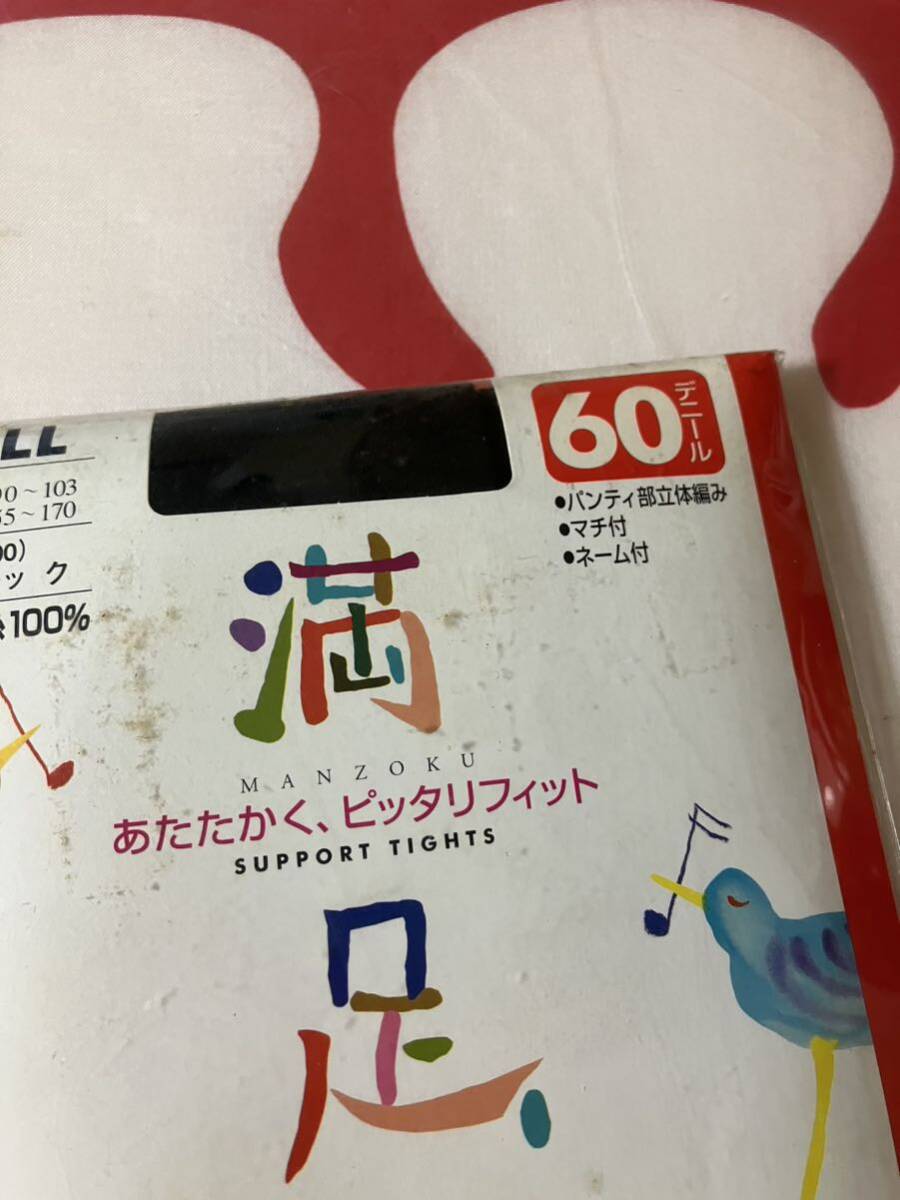 LL
90～103
55～170
00)
ック
100%
60
デニール
●パンティ部立体編み
●マチ付
●ネーム付
満
MANZOKU
あたたかく、ピッタリフィット
SUPPORT TIGHTS
足